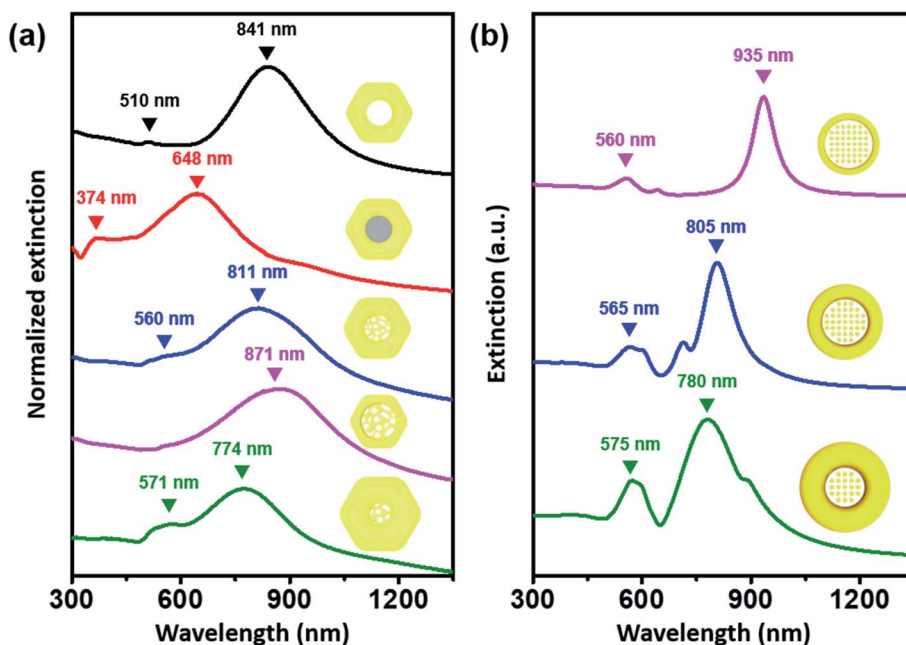 (a)
841 nm
510 nm
648 nm
374 nm
811 nm
560 nm
871 nm
774 nm
571 nm
Normalized extinction
300 600 900 1200
Wavelength (nm)
(b)
935 nm
560 nm
805 nm
565 nm
780 nm
575 nm
Extinction (a.u.)
300 600 900 1200
Wavelength (nm)